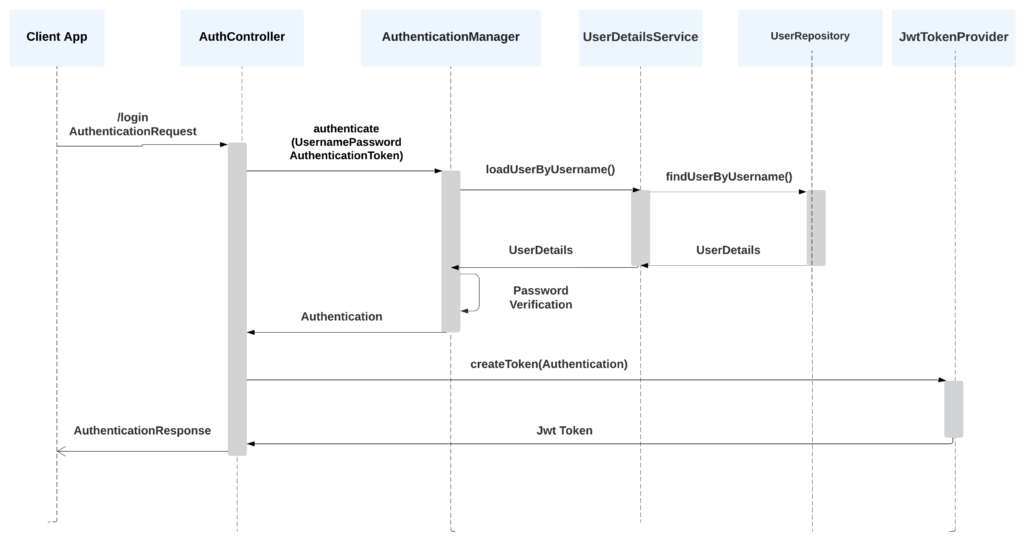 Client App
AuthController
AuthenticationManager
UserDetailsService
UserRepository
JwtTokenProvider
/login
AuthenticationRequest
authenticate
(UsernamePassword
AuthenticationToken)
loadUserByUsername()
findUserByUsername()
UserDetails
UserDetails
Password
Verification
Authentication
createToken(Authentication)
AuthenticationResponse
Jwt Token